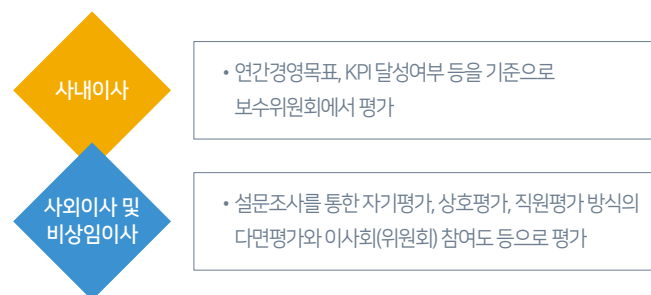 사내이사
• 연간경영목표, KPI 달성여부 등을 기준으로
보수위원회에서 평가
사외이사 및
비상임이사
• 설문조사를 통한 자기평가, 상호평가, 직원평가 방식의
다면평가와 이사회(위원회) 참여도 등으로 평가